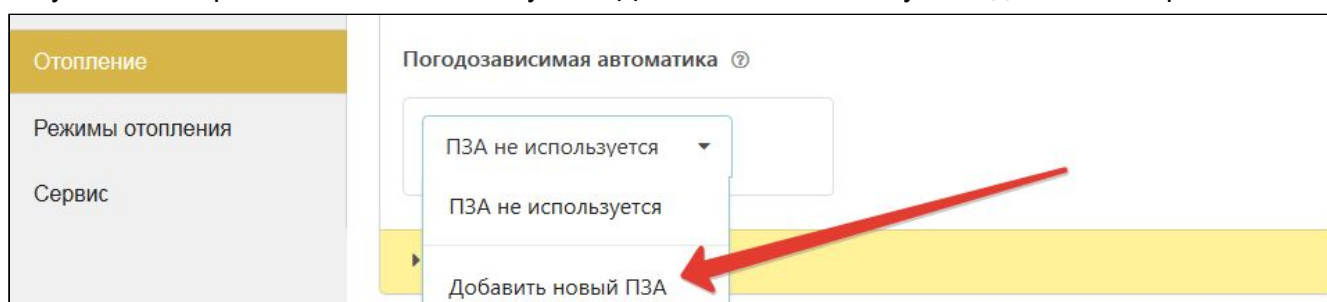 Отопление
Режимы отопления
Сервис
Погодозависимая автоматика ?
ПЗА не используется
ПЗА не используется
Добавить новый ПЗА